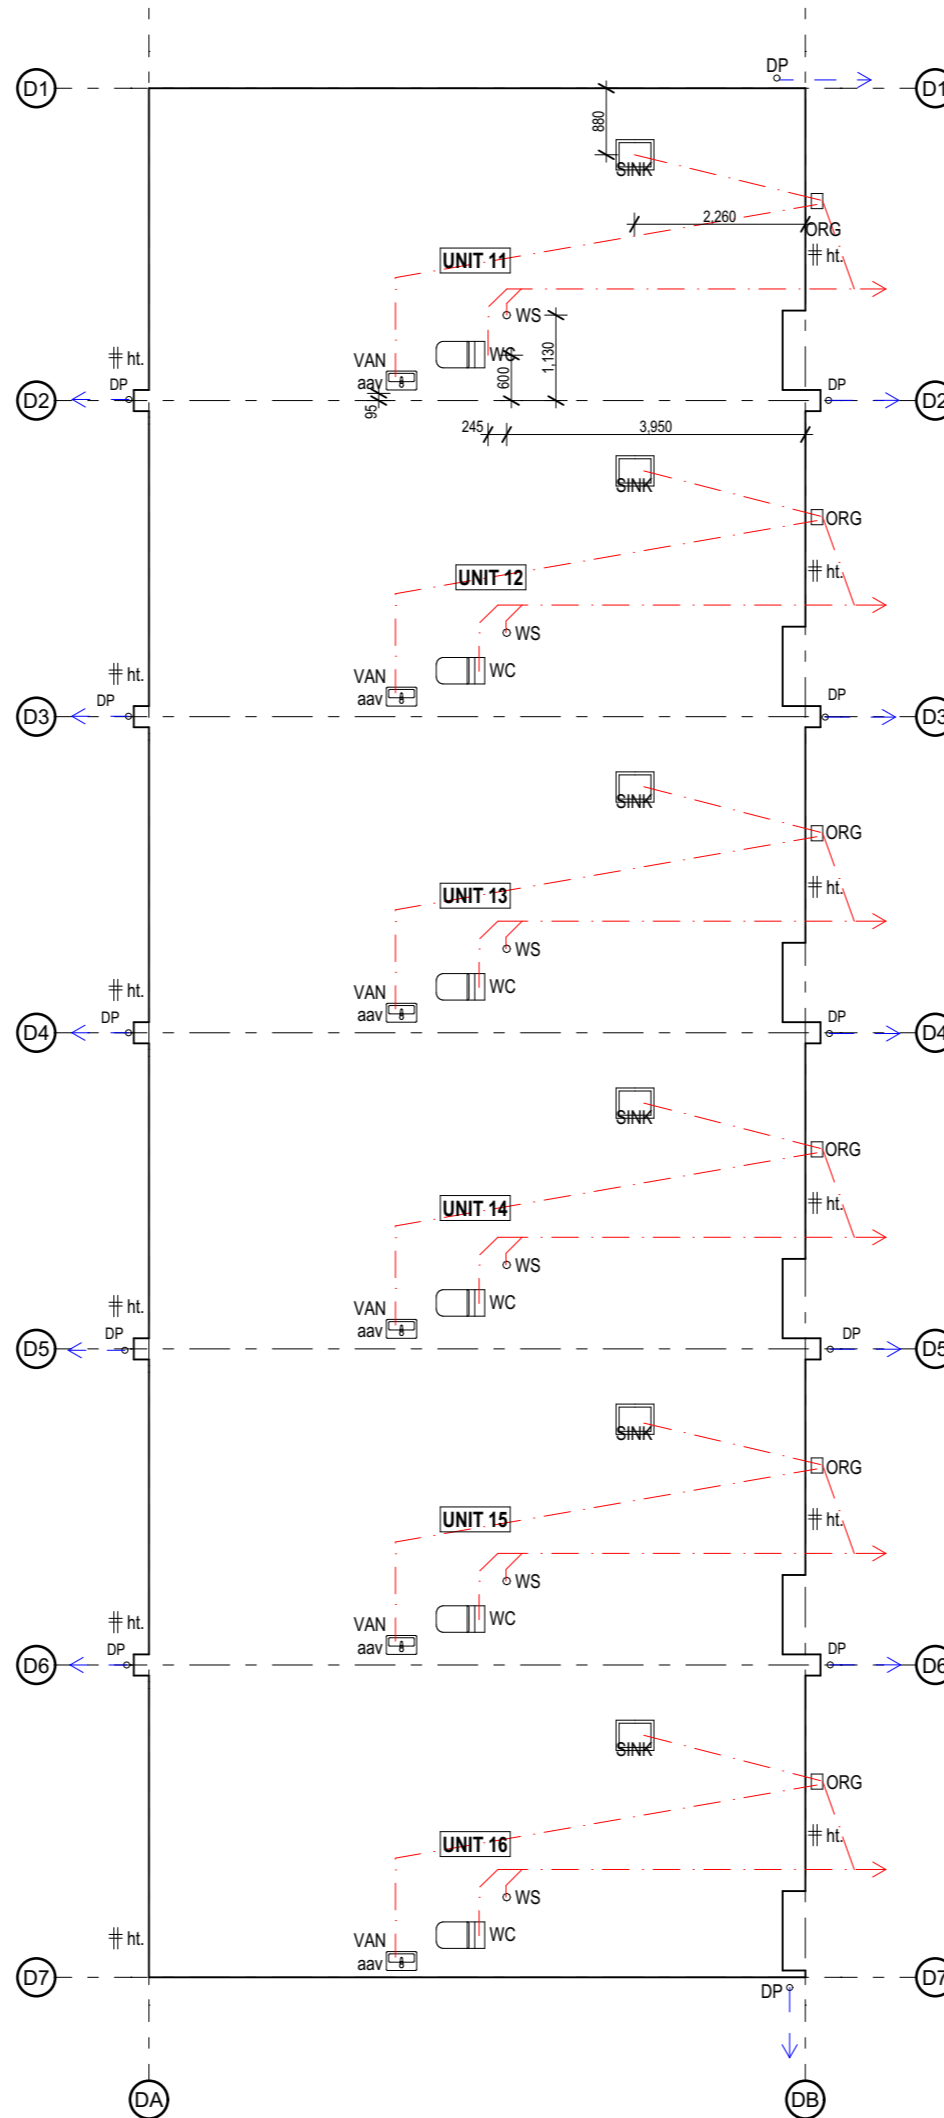 DP
D1
D1
880
SINK
2,260
ORG
UNIT 11
ht.
WS
WC
1,130
600
VAN
aav
ht.
DP
D2
95
DP
D2
245
3,950
SINK
ORG
UNIT 12
ht.
WS
VAN
aav
WC
ht.
DP
D3
DP
D3
SINK
ORG
UNIT 13
ht.
WS
VAN
aav
WC
ht.
DP
D4
DP
D4
SINK
ORG
UNIT 14
ht.
WS
VAN
aav
WC
ht.
DP
D5
DP
D5
SINK
ORG
UNIT 15
ht.
WS
VAN
aav
WC
ht.
DP
D6
DP
D6
SINK
ORG
UNIT 16
ht.
WS
VAN
aav
WC
ht.
D7
D7
DP
DA
DB